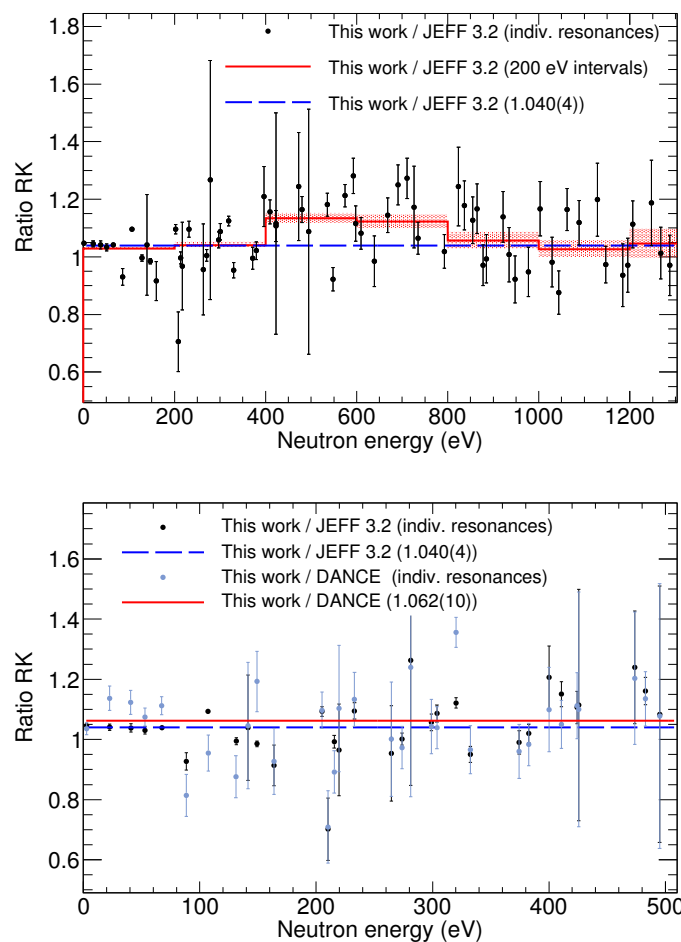 This work / JEFF 3.2 (indiv. resonances)
This work / JEFF 3.2 (200 eV intervals)
This work / JEFF 3.2 (1.040(4))
Ratio RK
1.8
1.6
1.4
1.2
1
0.8
0.6
0 200 400 600 800 1000 1200
Neutron energy (eV)
This work / JEFF 3.2 (indiv. resonances)
This work / JEFF 3.2 (1.040(4))
This work / DANCE (indiv. resonances)
This work / DANCE (1.062(10))
Ratio RK
1.6
1.4
1.2
1
0.8
0.6
0 100 200 300 400 500
Neutron energy (eV)